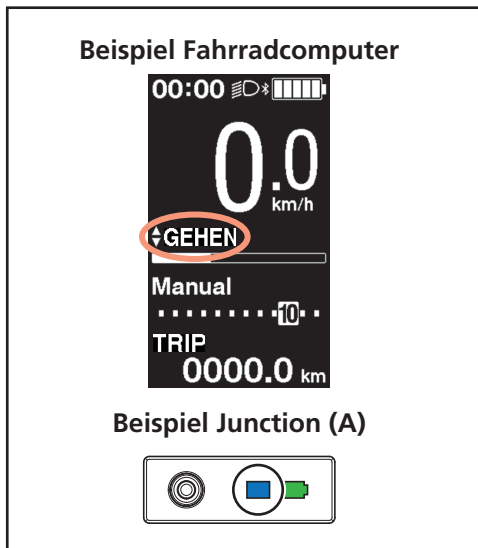 Beispiel Fahrradcomputer
00:00
0.0
km/h
GEHEN
Manual
10
TRIP
0000.0 km
Beispiel Junction (A)